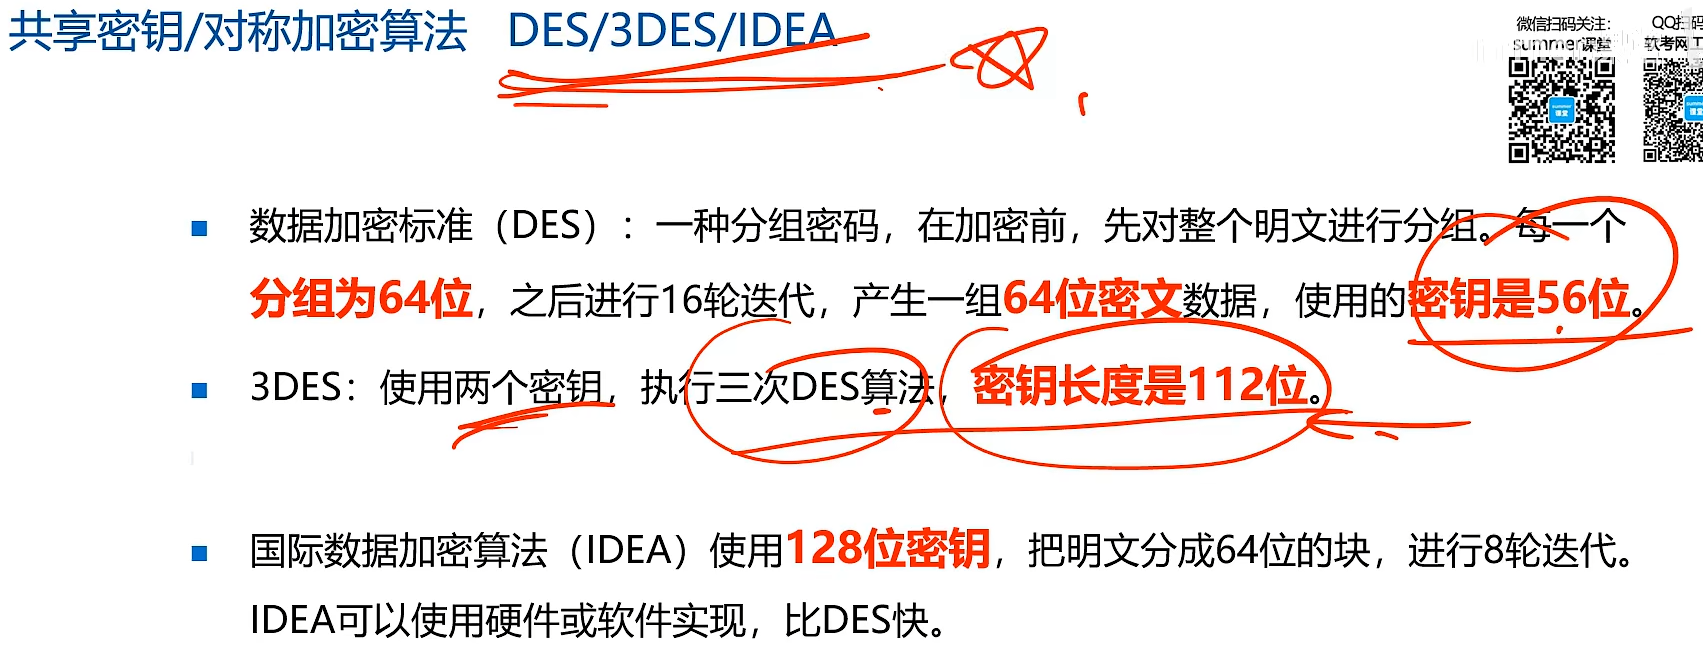 共享密钥/对称加密算法 DES/3DES/IDEA
微信扫码关注：
summer课堂
QQ扫码
软考网工
数据加密标准（DES）：一种分组密码，在加密前，先对整个明文进行分组。每一个
分组为64位，之后进行16轮迭代，产生一组64位密文数据，使用的密钥是56位。
3DES：使用两个密钥，执行三次DES算法，密钥长度是112位。
国际数据加密算法（IDEA）使用128位密钥，把明文分成64位的块，进行8轮迭代。
IDEA可以使用硬件或软件实现，比DES快。